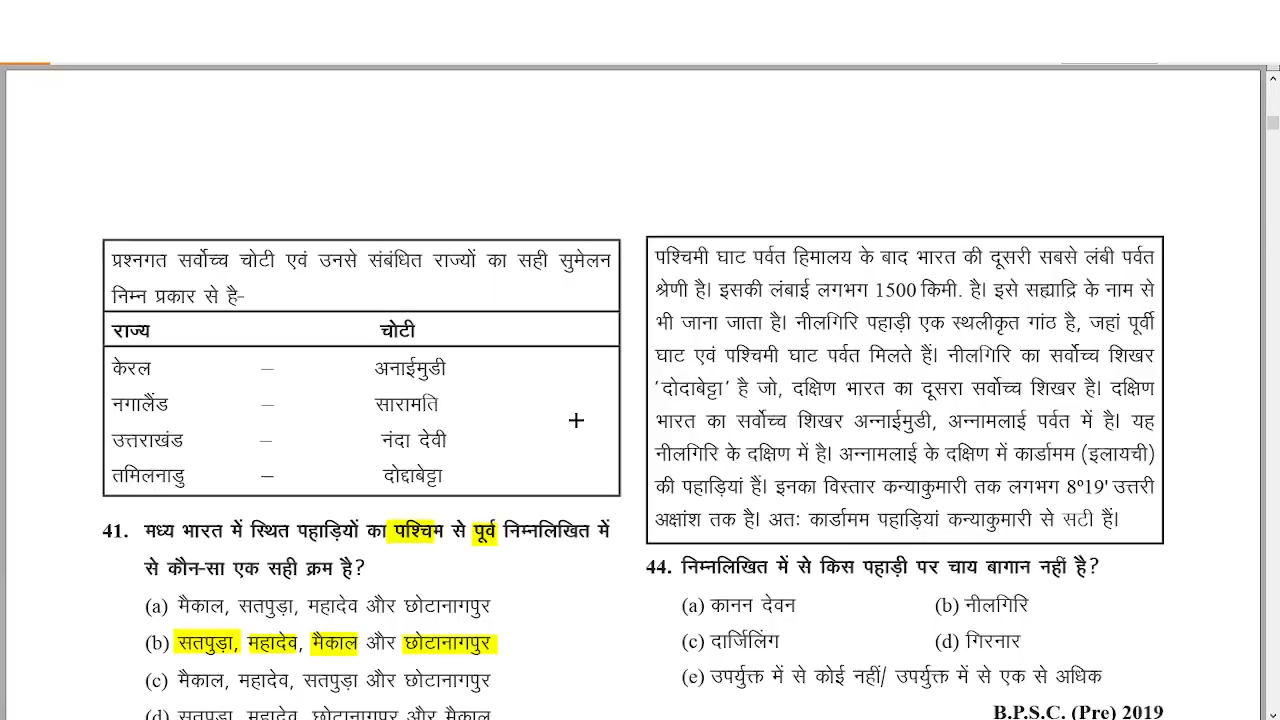 प्रश्नगत सर्वोच्च चोटी एवं उनसे संबंधित राज्यों का सही सुमेलन
निम्न प्रकार से है-
राज्य चोटी
केरल – अनाईमुडी
नगालैंड – सारामति
उत्तराखंड – नंदा देवी
तमिलनाडु – दोद्दाबेट्टा
41. मध्य भारत में स्थित पहाड़ियों का पश्चिम से पूर्व निम्नलिखित में
से कौन-सा एक सही क्रम है?
(a) मैकाल, सतपुड़ा, महादेव और छोटानागपुर
(b) सतपुड़ा, महादेव, मैकाल और छोटानागपुर
(c) मैकाल, महादेव, सतपुड़ा और छोटानागपुर
(d) सतपुड़ा, महादेव, छोटानागपुर और मैकाल
पश्चिमी घाट पर्वत हिमालय के बाद भारत की दूसरी सबसे लंबी पर्वत
श्रेणी है। इसकी लंबाई लगभग 1500 किमी. है। इसे सह्याद्रि के नाम से
भी जाना जाता है। नीलगिरि पहाड़ी एक स्थलीकृत गांठ है, जहां पूर्वी
घाट एवं पश्चिमी घाट पर्वत मिलते हैं। नीलगिरि का सर्वोच्च शिखर
'दोदाबेट्टा' है जो, दक्षिण भारत का दूसरा सर्वोच्च शिखर है। दक्षिण
भारत का सर्वोच्च शिखर अन्नाईमुडी, अन्नामलाई पर्वत में है। यह
नीलगिरि के दक्षिण में है। अन्नामलाई के दक्षिण में कार्डामम (इलायची)
की पहाड़ियां हैं। इनका विस्तार कन्याकुमारी तक लगभग 8º19' उत्तरी
अक्षांश तक है। अतः कार्डामम पहाड़ियां कन्याकुमारी से सटी हैं।
44. निम्नलिखित में से किस पहाड़ी पर चाय बागान नहीं है?
(a) कानन देवन (b) नीलगिरि
(c) दार्जिलिंग (d) गिरनार
(e) उपर्युक्त में से कोई नहीं/ उपर्युक्त में से एक से अधिक
B.P.S.C. (Pre) 2019